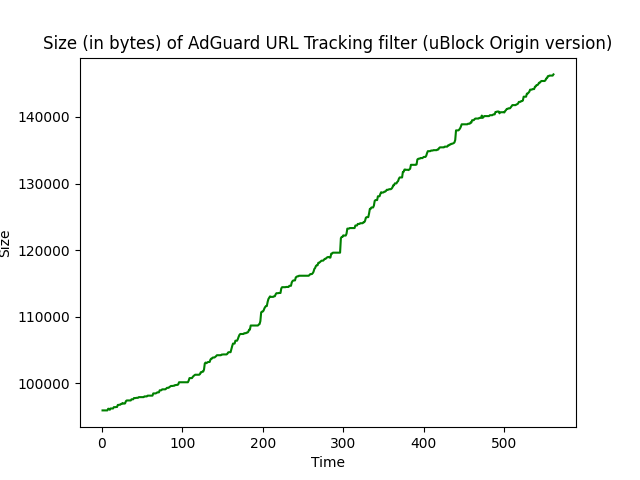 Size (in bytes) of AdGuard URL Tracking filter (uBlock Origin version)
140000
130000
120000
110000
100000
Size
0 100 200 300 400 500
Time